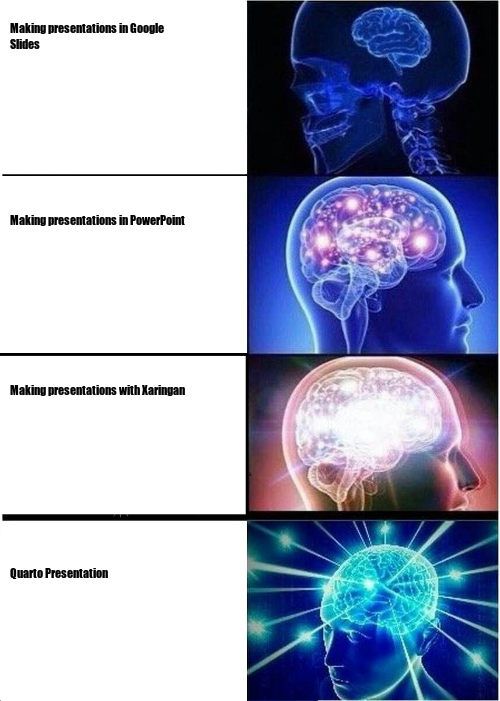 Making presentations in Google
Slides
Making presentations in PowerPoint
Making presentations with Xaringan
Quarto Presentation